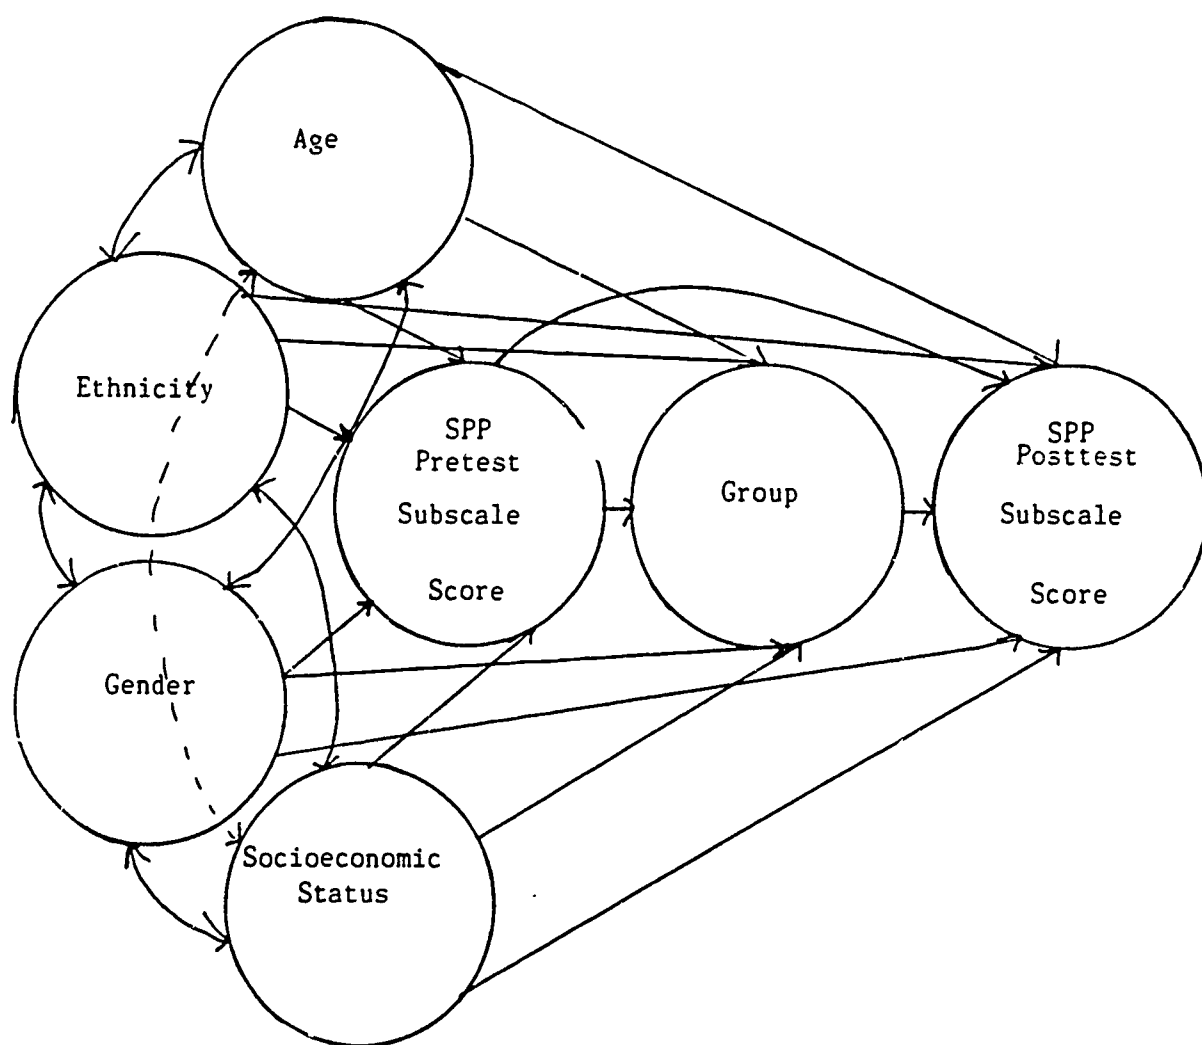 Age
Ethnicity
SPP
Pretest
Subscale
Score
Group
SPP
Posttest
Subscale
Score
Gender
Socioeconomic
Status